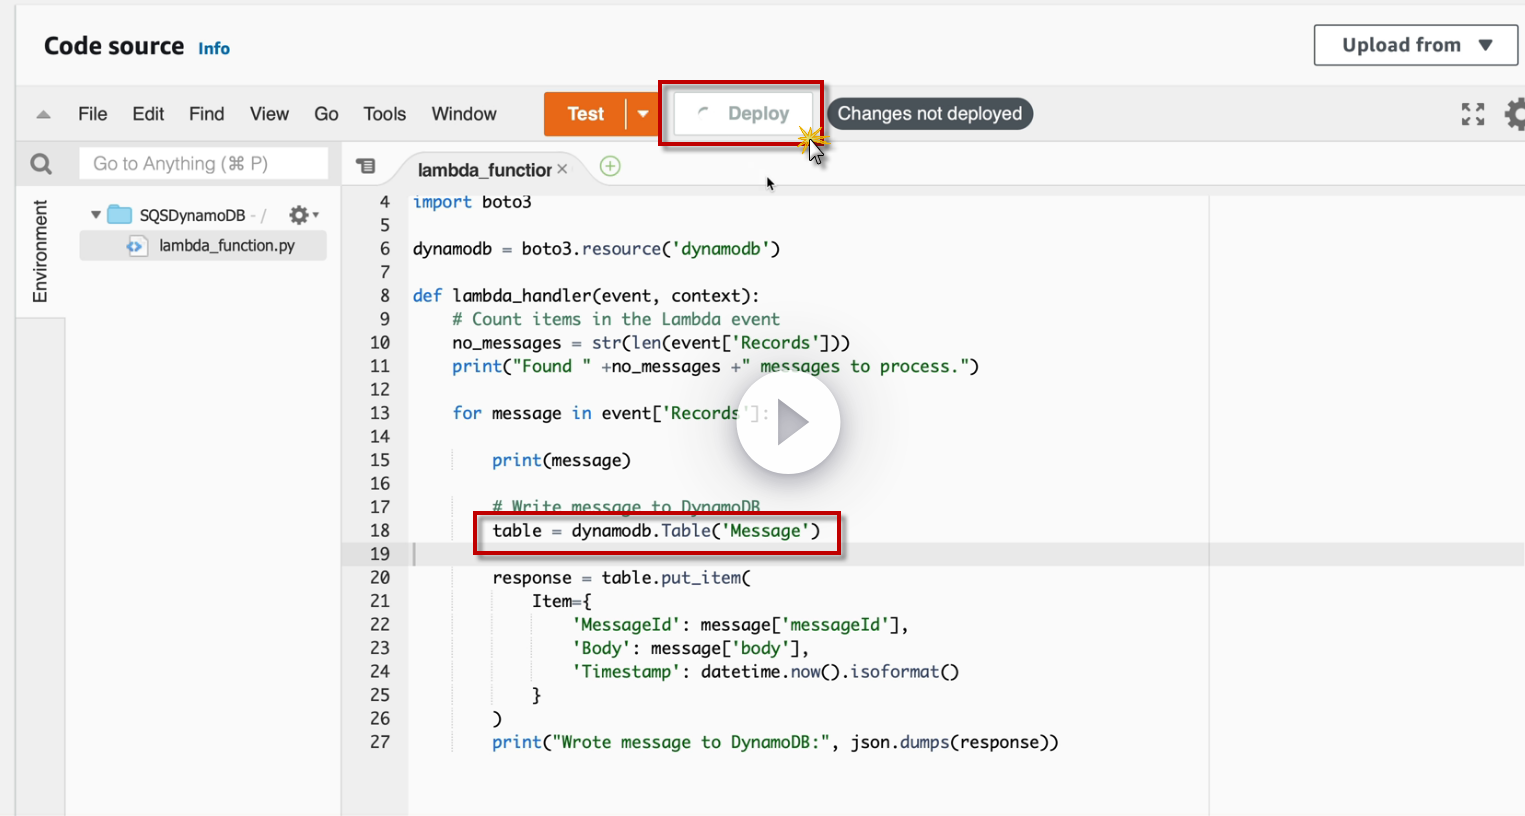 Code source Info
Upload from
File Edit Find View Go Tools Window Test Deploy Changes not deployed
Go to Anything (⌘ P)
lambda_function
Environment
SQSDynamoDB - /
lambda_function.py
4 import boto3
5
6 dynamodb = boto3.resource('dynamodb')
7
8 def lambda_handler(event, context):
9 # Count items in the Lambda event
10 no_messages = str(len(event['Records']))
11 print("Found " +no_messages +" messages to process.")
12
13 for message in event['Records']:
14
15 print(message)
16
17 # Write message to DynamoDB
18 table = dynamodb.Table('Message')
19
20 response = table.put_item(
21 Item={
22 'MessageId': message['messageId'],
23 'Body': message['body'],
24 'Timestamp': datetime.now().isoformat()
25 }
26 )
27 print("Wrote message to DynamoDB:", json.dumps(response))